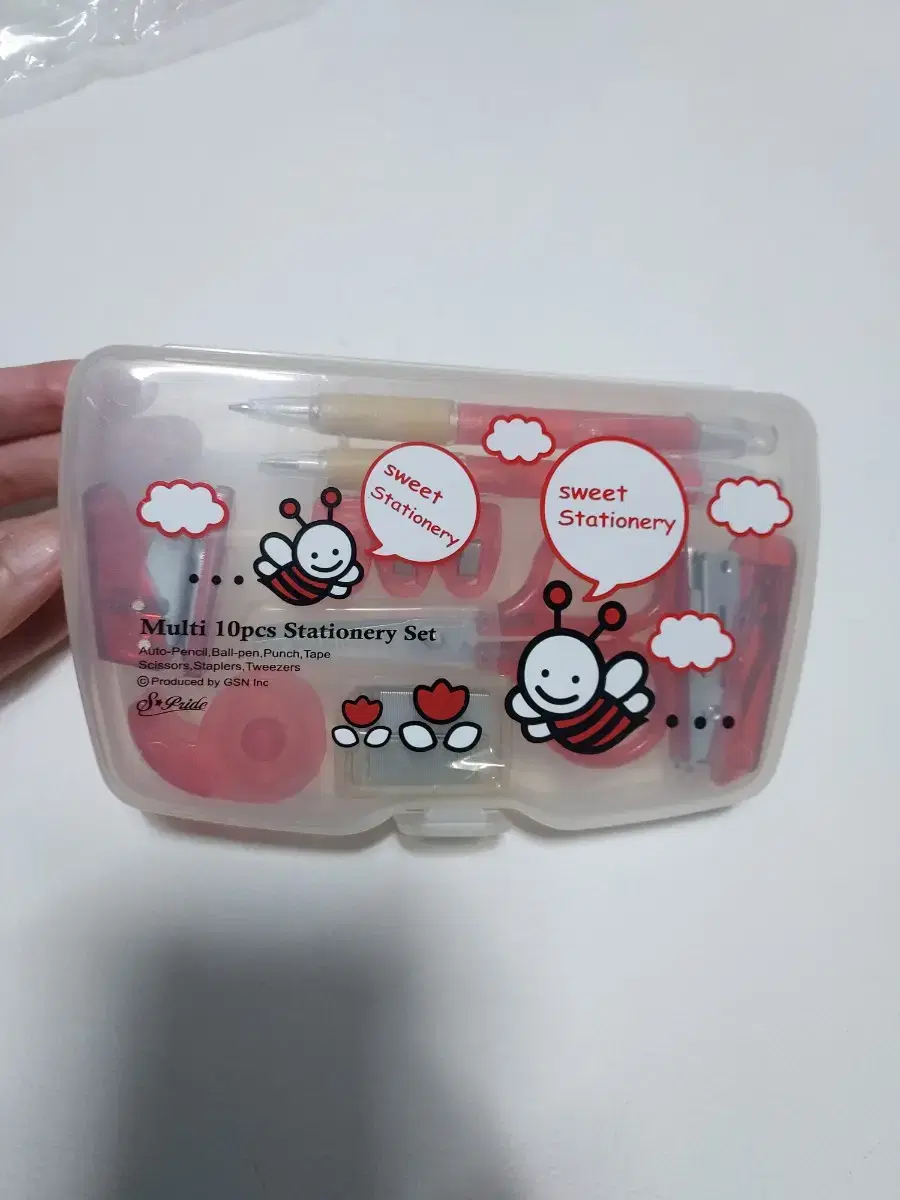 sweet
Stationery
sweet
Stationery
Multi 10pcs Stationery Set
Auto-Pencil,Ball-pen,Punch,Tape
Scissors,Staplers,Tweezers
©Produced by GSN Inc
S*Pride